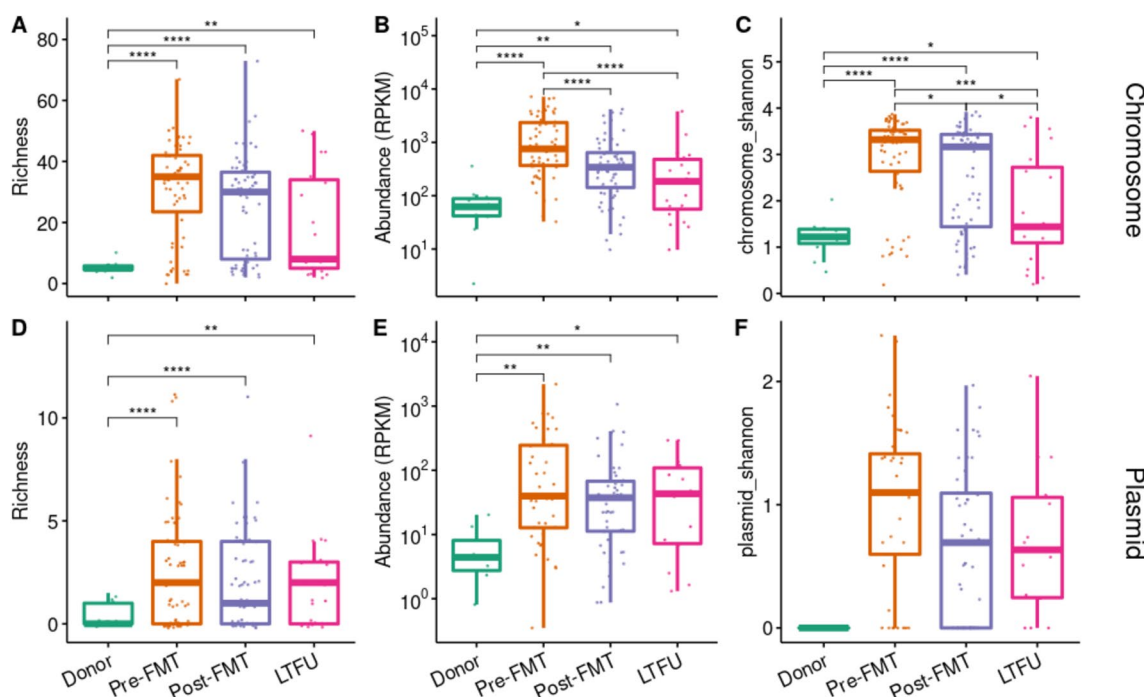 A
Richness
80
60
40
20
0
**
****
****
B
Abundance (RPKM)
10^5
10^4
10^3
10^2
10^1
*
**
****
****
****
C
chromosome_shannon
5
4
3
2
1
0
*
****
****
***
*
*
Chromosome
D
Richness
10
5
0
**
****
****
Donor
Pre-FMT
Post-FMT
LTFU
E
Abundance (RPKM)
10^4
10^3
10^2
10^1
10^0
*
**
**
Donor
Pre-FMT
Post-FMT
LTFU
F
plasmid_shannon
2
1
0
Donor
Pre-FMT
Post-FMT
LTFU
Plasmid